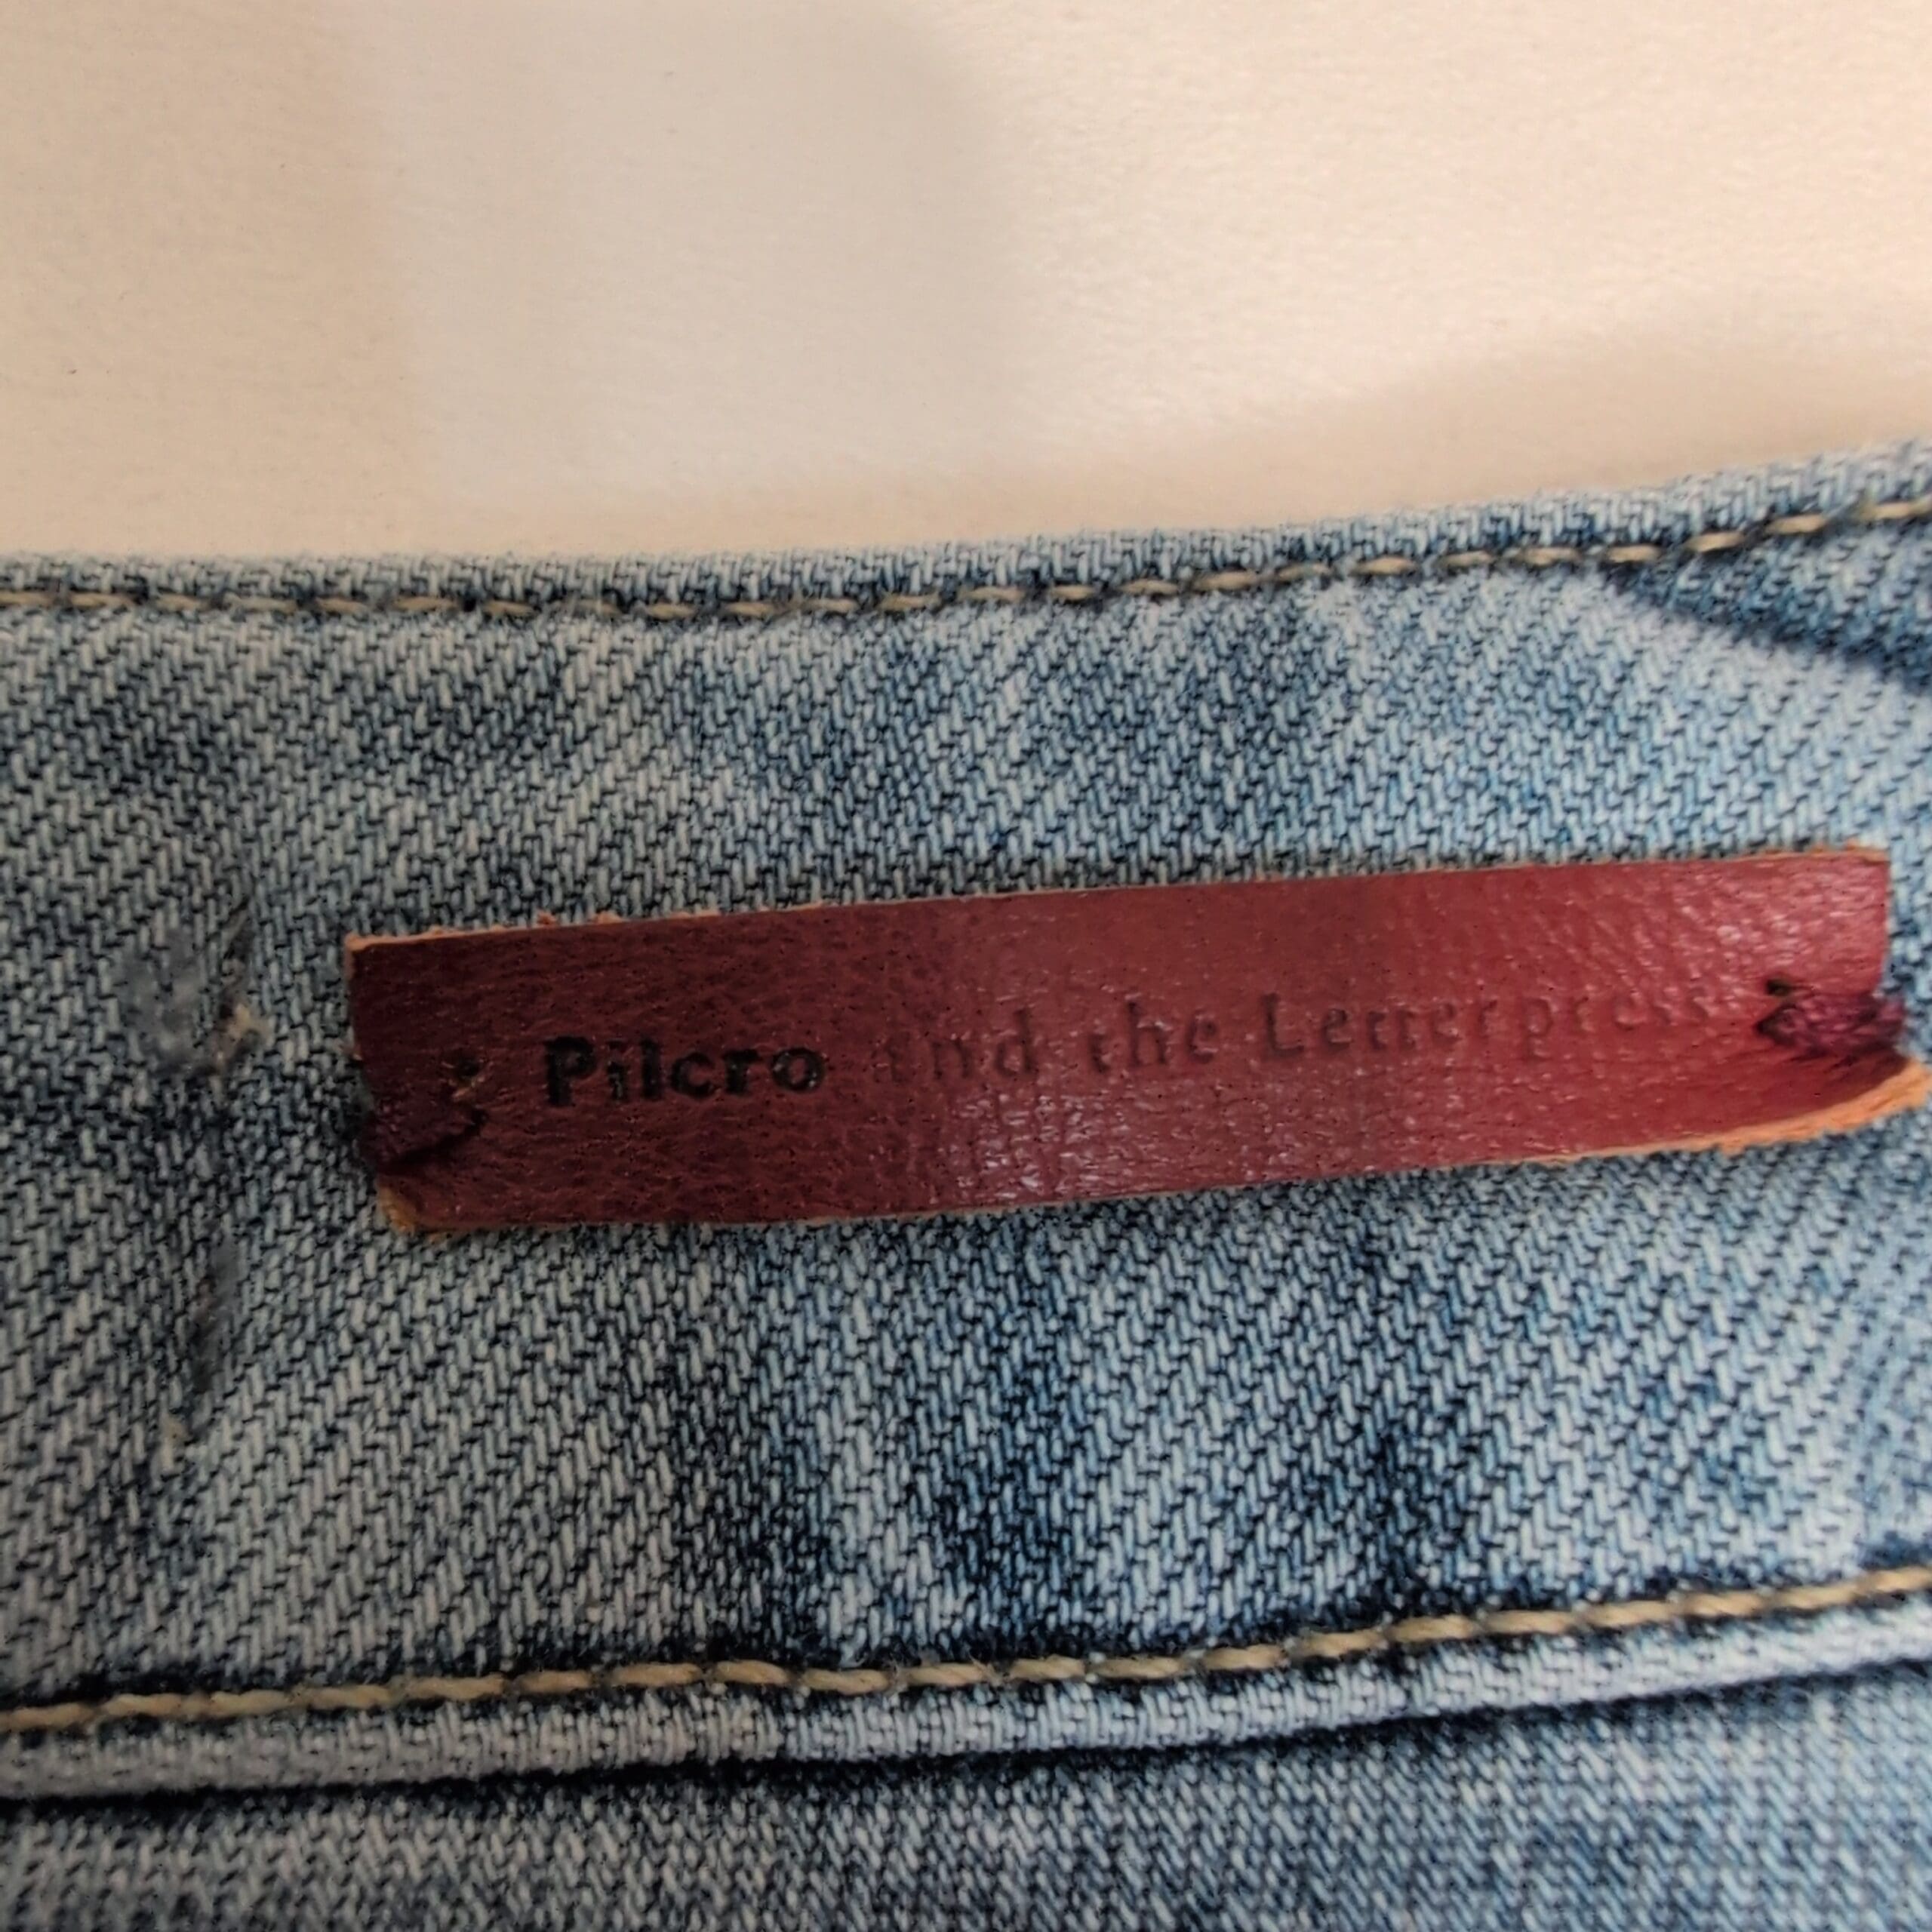 Pilcro and the Letterpress